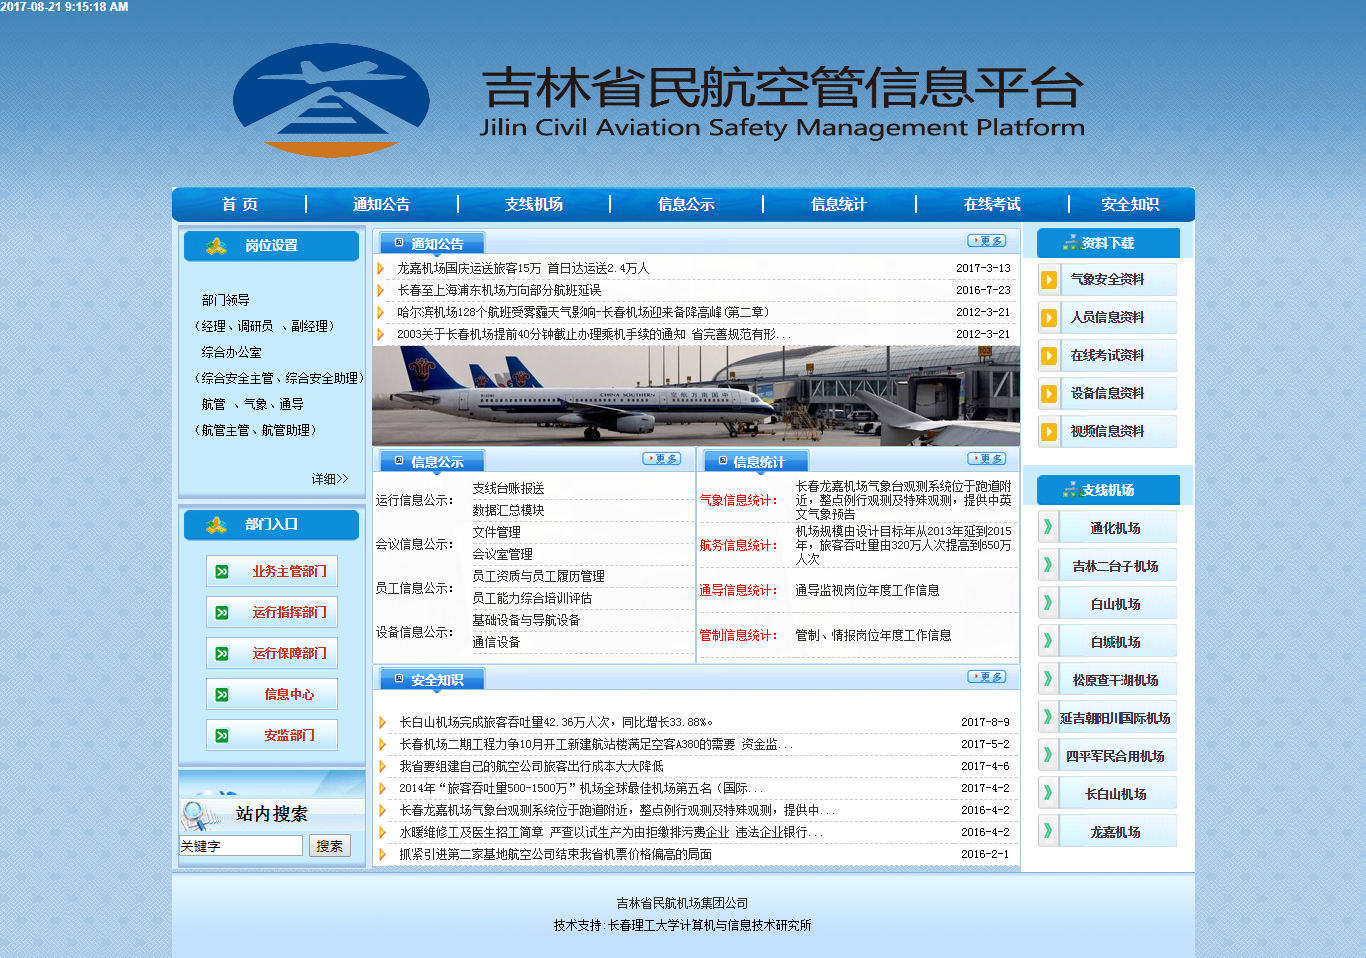 2017-08-21 9:15:18 AM
吉林省民航空管信息平台
Jilin Civil Aviation Safety Management Platform
首 页 通知公告 支线机场 信息公示 信息统计 在线考试 安全知识
岗位设置
部门领导
(经理、调研员 、副经理)
综合办公室
(综合安全主管、综合安全助理)
航管 、气象、通导
(航管主管、航管助理)
详细>>
部门入口
业务主管部门
运行指挥部门
运行保障部门
信息中心
安监部门
站内搜索
关键字 搜索
通知公告 更多
龙嘉机场国庆运送旅客15万 首日达运送2.4万人 2017-3-13
长春至上海浦东机场方向部分航班延误 2016-7-23
哈尔滨机场128个航班受雾霾天气影响-长春机场迎来备降高峰(第二章) 2012-3-21
2003关于长春机场提前40分钟截止办理乘机手续的通知 省完善规范有形... 2012-3-21
CHINA SOUTHERN 中国南方航空
信息公示 更多
运行信息公示:
支线台账报送
数据汇总模块
会议信息公示:
文件管理
会议室管理
员工信息公示:
员工资质与员工履历管理
员工能力综合培训评估
设备信息公示:
基础设备与导航设备
通信设备
信息统计 更多
气象信息统计:
长春龙嘉机场气象台观测系统位于跑道附
近，整点例行观测及特殊观测，提供中英
文气象预告
航务信息统计:
机场规模由设计目标年从2013年延到2015
年，旅客吞吐量由320万人次提高到650万
人次
通导信息统计: 通导监视岗位年度工作信息
管制信息统计: 管制、情报岗位年度工作信息
安全知识 更多
长白山机场完成旅客吞吐量42.36万人次，同比增长33.88%。 2017-8-9
长春机场二期工程力争10月开工新建航站楼满足空客A380的需要 资金监... 2017-5-2
我省要组建自己的航空公司旅客出行成本大大降低 2017-4-6
2014年“旅客吞吐量500-1500万”机场全球最佳机场第五名（国际... 2017-4-2
长春龙嘉机场气象台观测系统位于跑道附近，整点例行观测及特殊观测，提供中... 2016-4-2
水暖维修工及医生招工简章 严查以试生产为由拒缴排污费企业 违法企业银行... 2016-4-2
抓紧引进第二家基地航空公司结束我省机票价格偏高的局面 2016-2-1
资料下载
气象安全资料
人员信息资料
在线考试资料
设备信息资料
视频信息资料
支线机场
通化机场
吉林二台子机场
白山机场
白城机场
松原查干湖机场
延吉朝阳川国际机场
四平军民合用机场
长白山机场
龙嘉机场
吉林省民航机场集团公司
技术支持:长春理工大学计算机与信息技术研究所